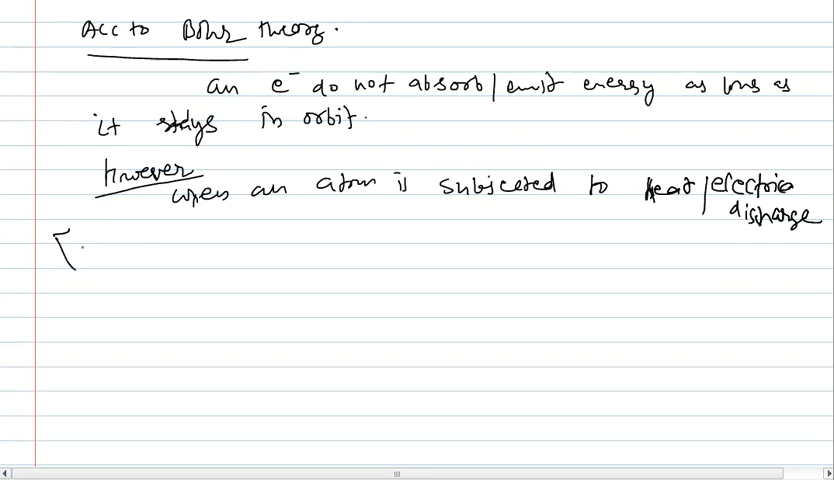 Acc to Bohr theory.
an e⁻ do not absorb/emit energy as long as
it stays in orbit.
however
when an atom is subjected to heat/electric
discharge